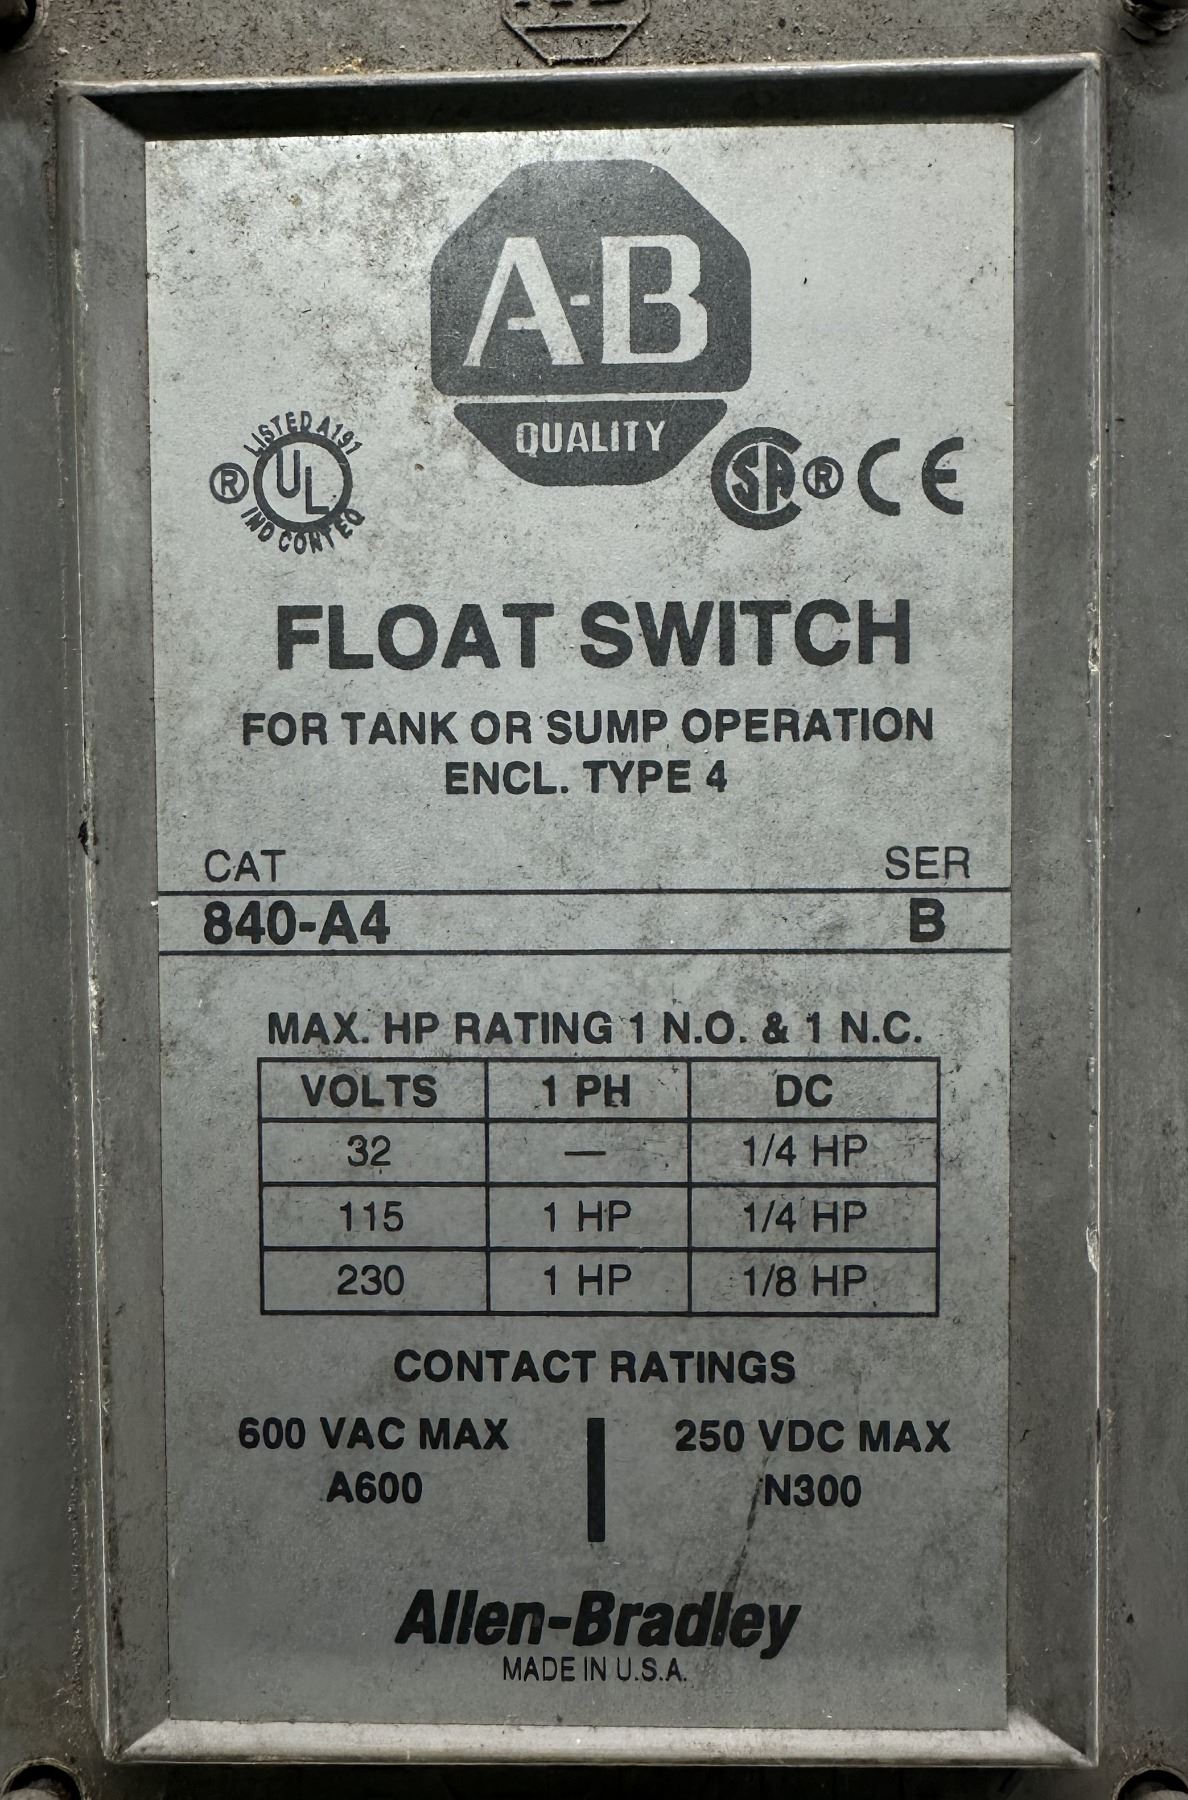 A-B
QUALITY
LISTED A191
® UL
IND CONT EQ
SA ® CE
FLOAT SWITCH
FOR TANK OR SUMP OPERATION
ENCL. TYPE 4
CAT SER
840-A4 B
MAX. HP RATING 1 N.O. & 1 N.C.
VOLTS 1 PH DC
32 — 1/4 HP
115 1 HP 1/4 HP
230 1 HP 1/8 HP
CONTACT RATINGS
600 VAC MAX 250 VDC MAX
A600 N300
Allen-Bradley
MADE IN U.S.A.